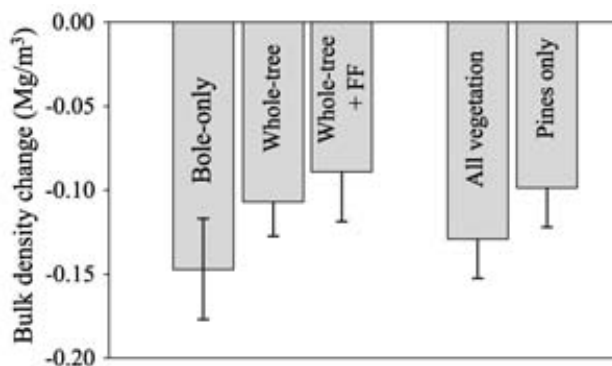 Bulk density change (Mg/m³)
0.00
-0.05
-0.10
-0.15
-0.20
Bole-only
Whole-tree
Whole-tree
+ FF
All vegetation
Pines only